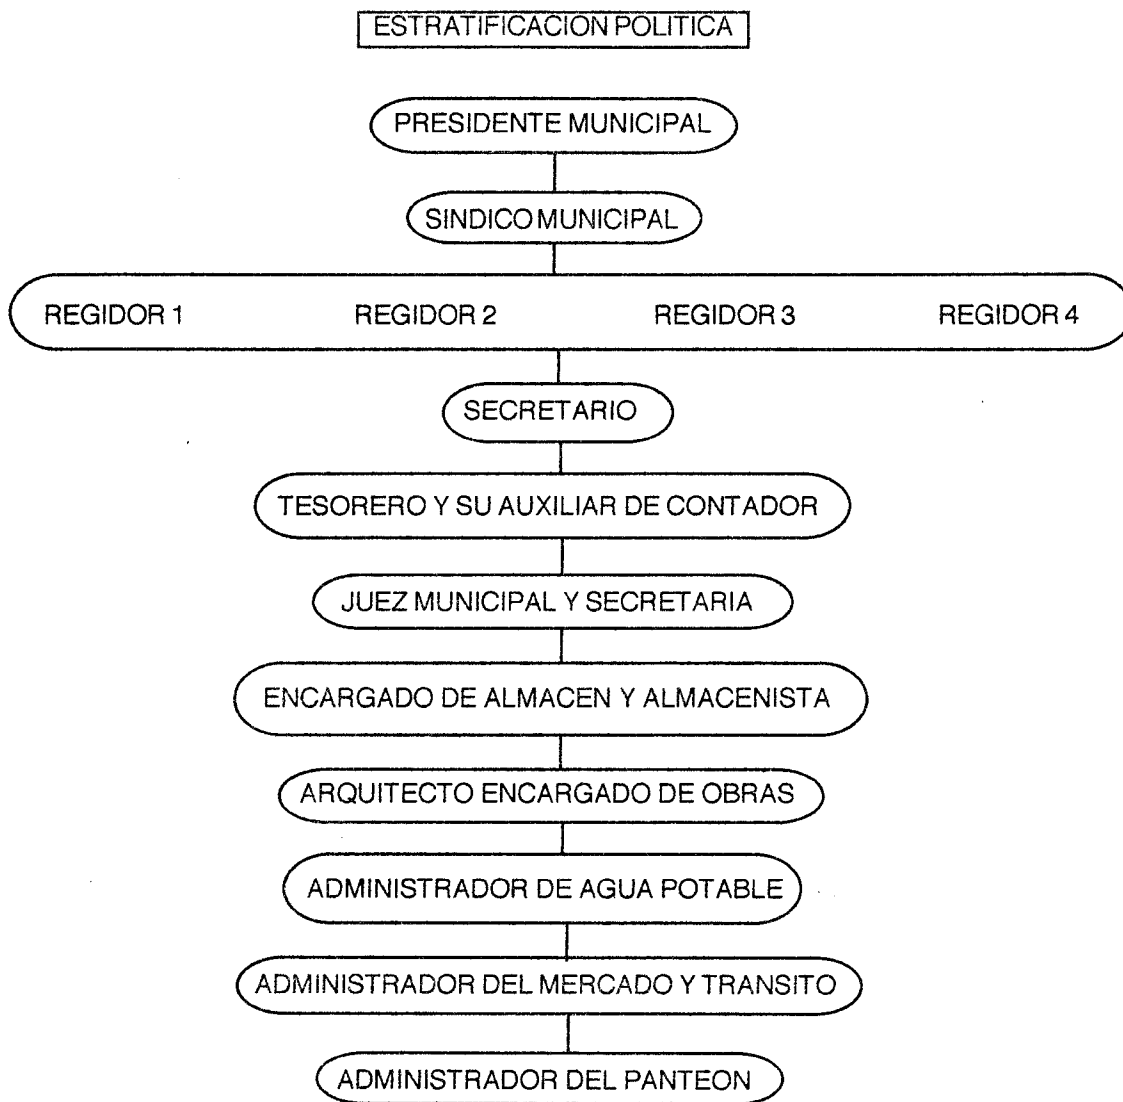 ESTRATIFICACION POLITICA
PRESIDENTE MUNICIPAL
SINDICO MUNICIPAL
REGIDOR 1 REGIDOR 2 REGIDOR 3 REGIDOR 4
SECRETARIO
TESORERO Y SU AUXILIAR DE CONTADOR
JUEZ MUNICIPAL Y SECRETARIA
ENCARGADO DE ALMACEN Y ALMACENISTA
ARQUITECTO ENCARGADO DE OBRAS
ADMINISTRADOR DE AGUA POTABLE
ADMINISTRADOR DEL MERCADO Y TRANSITO
ADMINISTRADOR DEL PANTEON